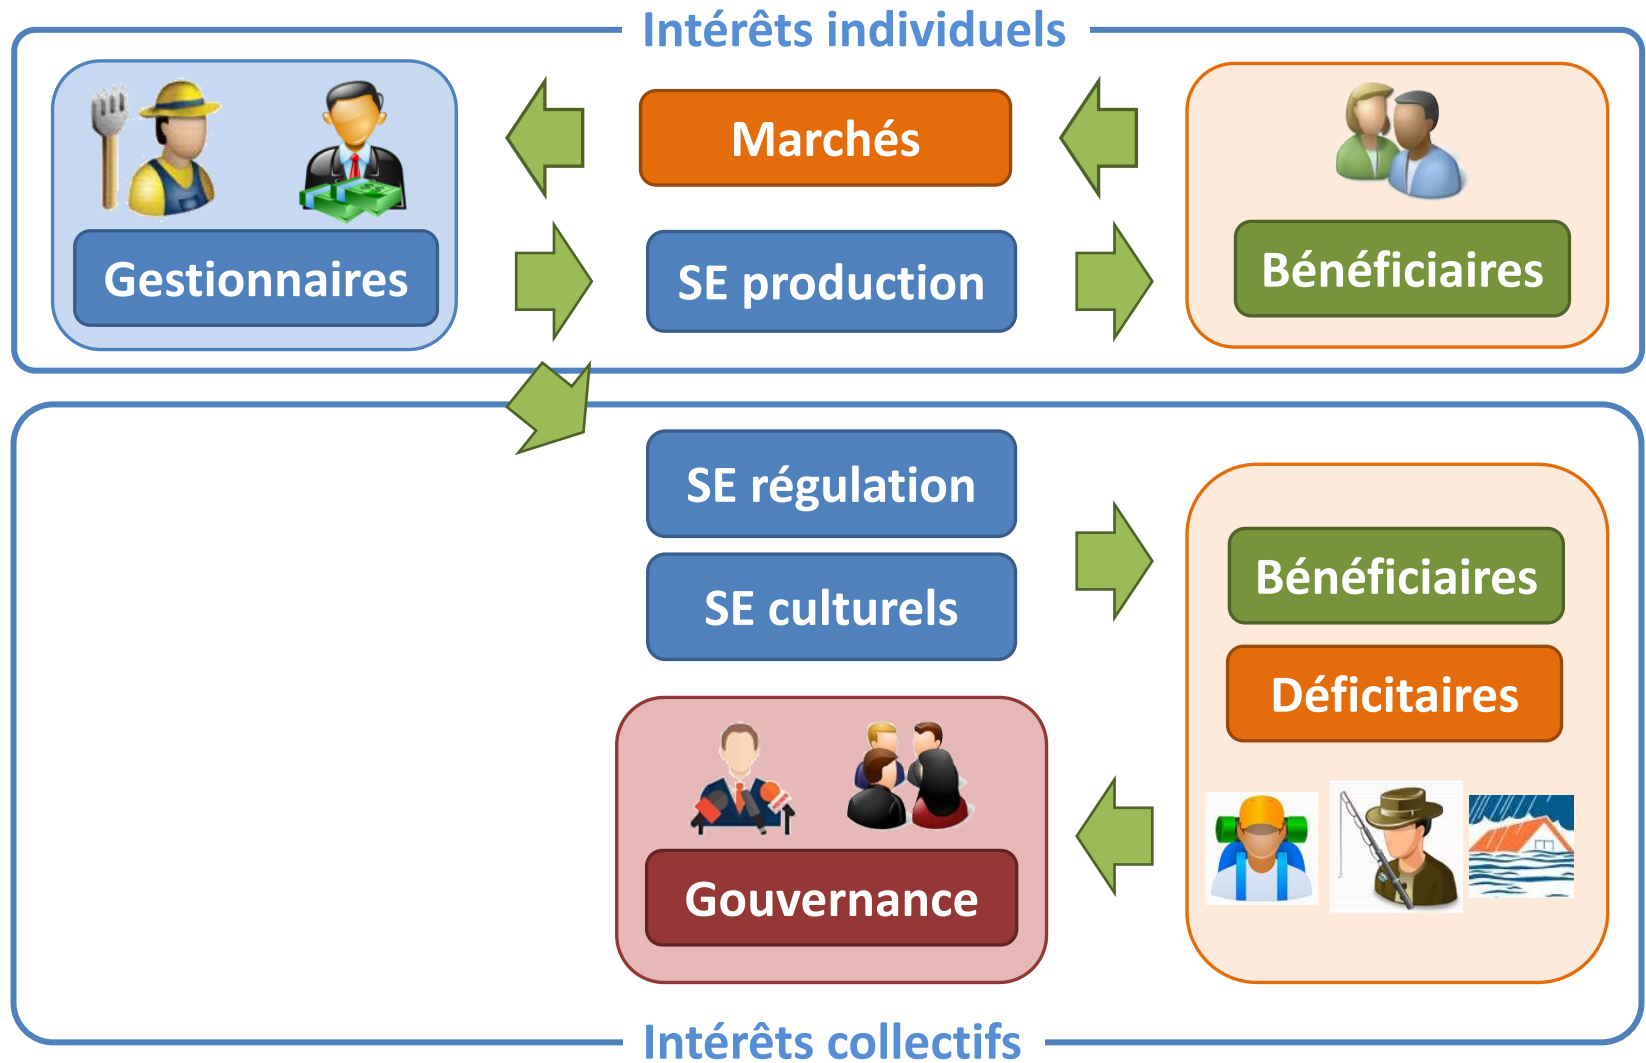 Intérêts individuels
Marchés
Gestionnaires
SE production
Bénéficiaires
SE régulation
SE culturels
Bénéficiaires
Déficitaires
Gouvernance
Intérêts collectifs